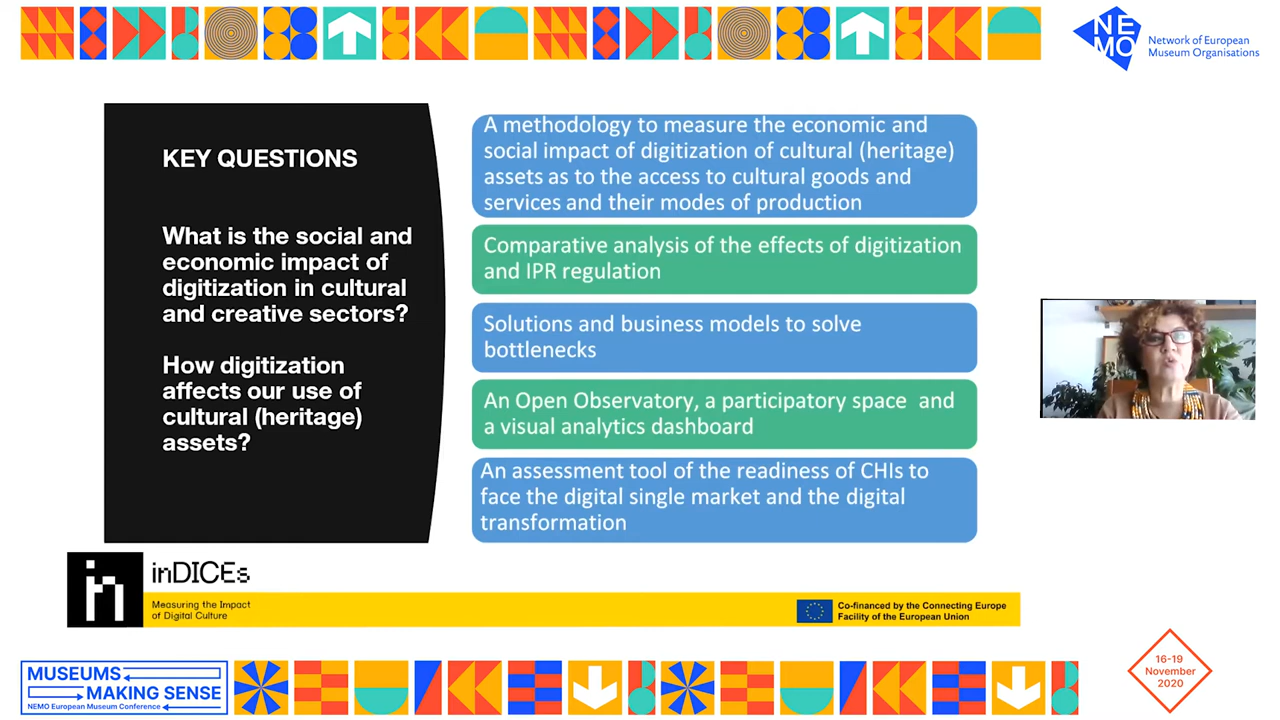 NE
MO
Network of European
Museum Organisations
KEY QUESTIONS
What is the social and
economic impact of
digitization in cultural
and creative sectors?
How digitization
affects our use of
cultural (heritage)
assets?
A methodology to measure the economic and
social impact of digitization of cultural (heritage)
assets as to the access to cultural goods and
services and their modes of production
Comparative analysis of the effects of digitization
and IPR regulation
Solutions and business models to solve
bottlenecks
An Open Observatory, a participatory space and
a visual analytics dashboard
An assessment tool of the readiness of CHIs to
face the digital single market and the digital
transformation
in
inDICEs
Measuring the Impact
of Digital Culture
Co-financed by the Connecting Europe
Facility of the European Union
MUSEUMS
MAKING SENSE
NEMO European Museum Conference
16-19
November
2020